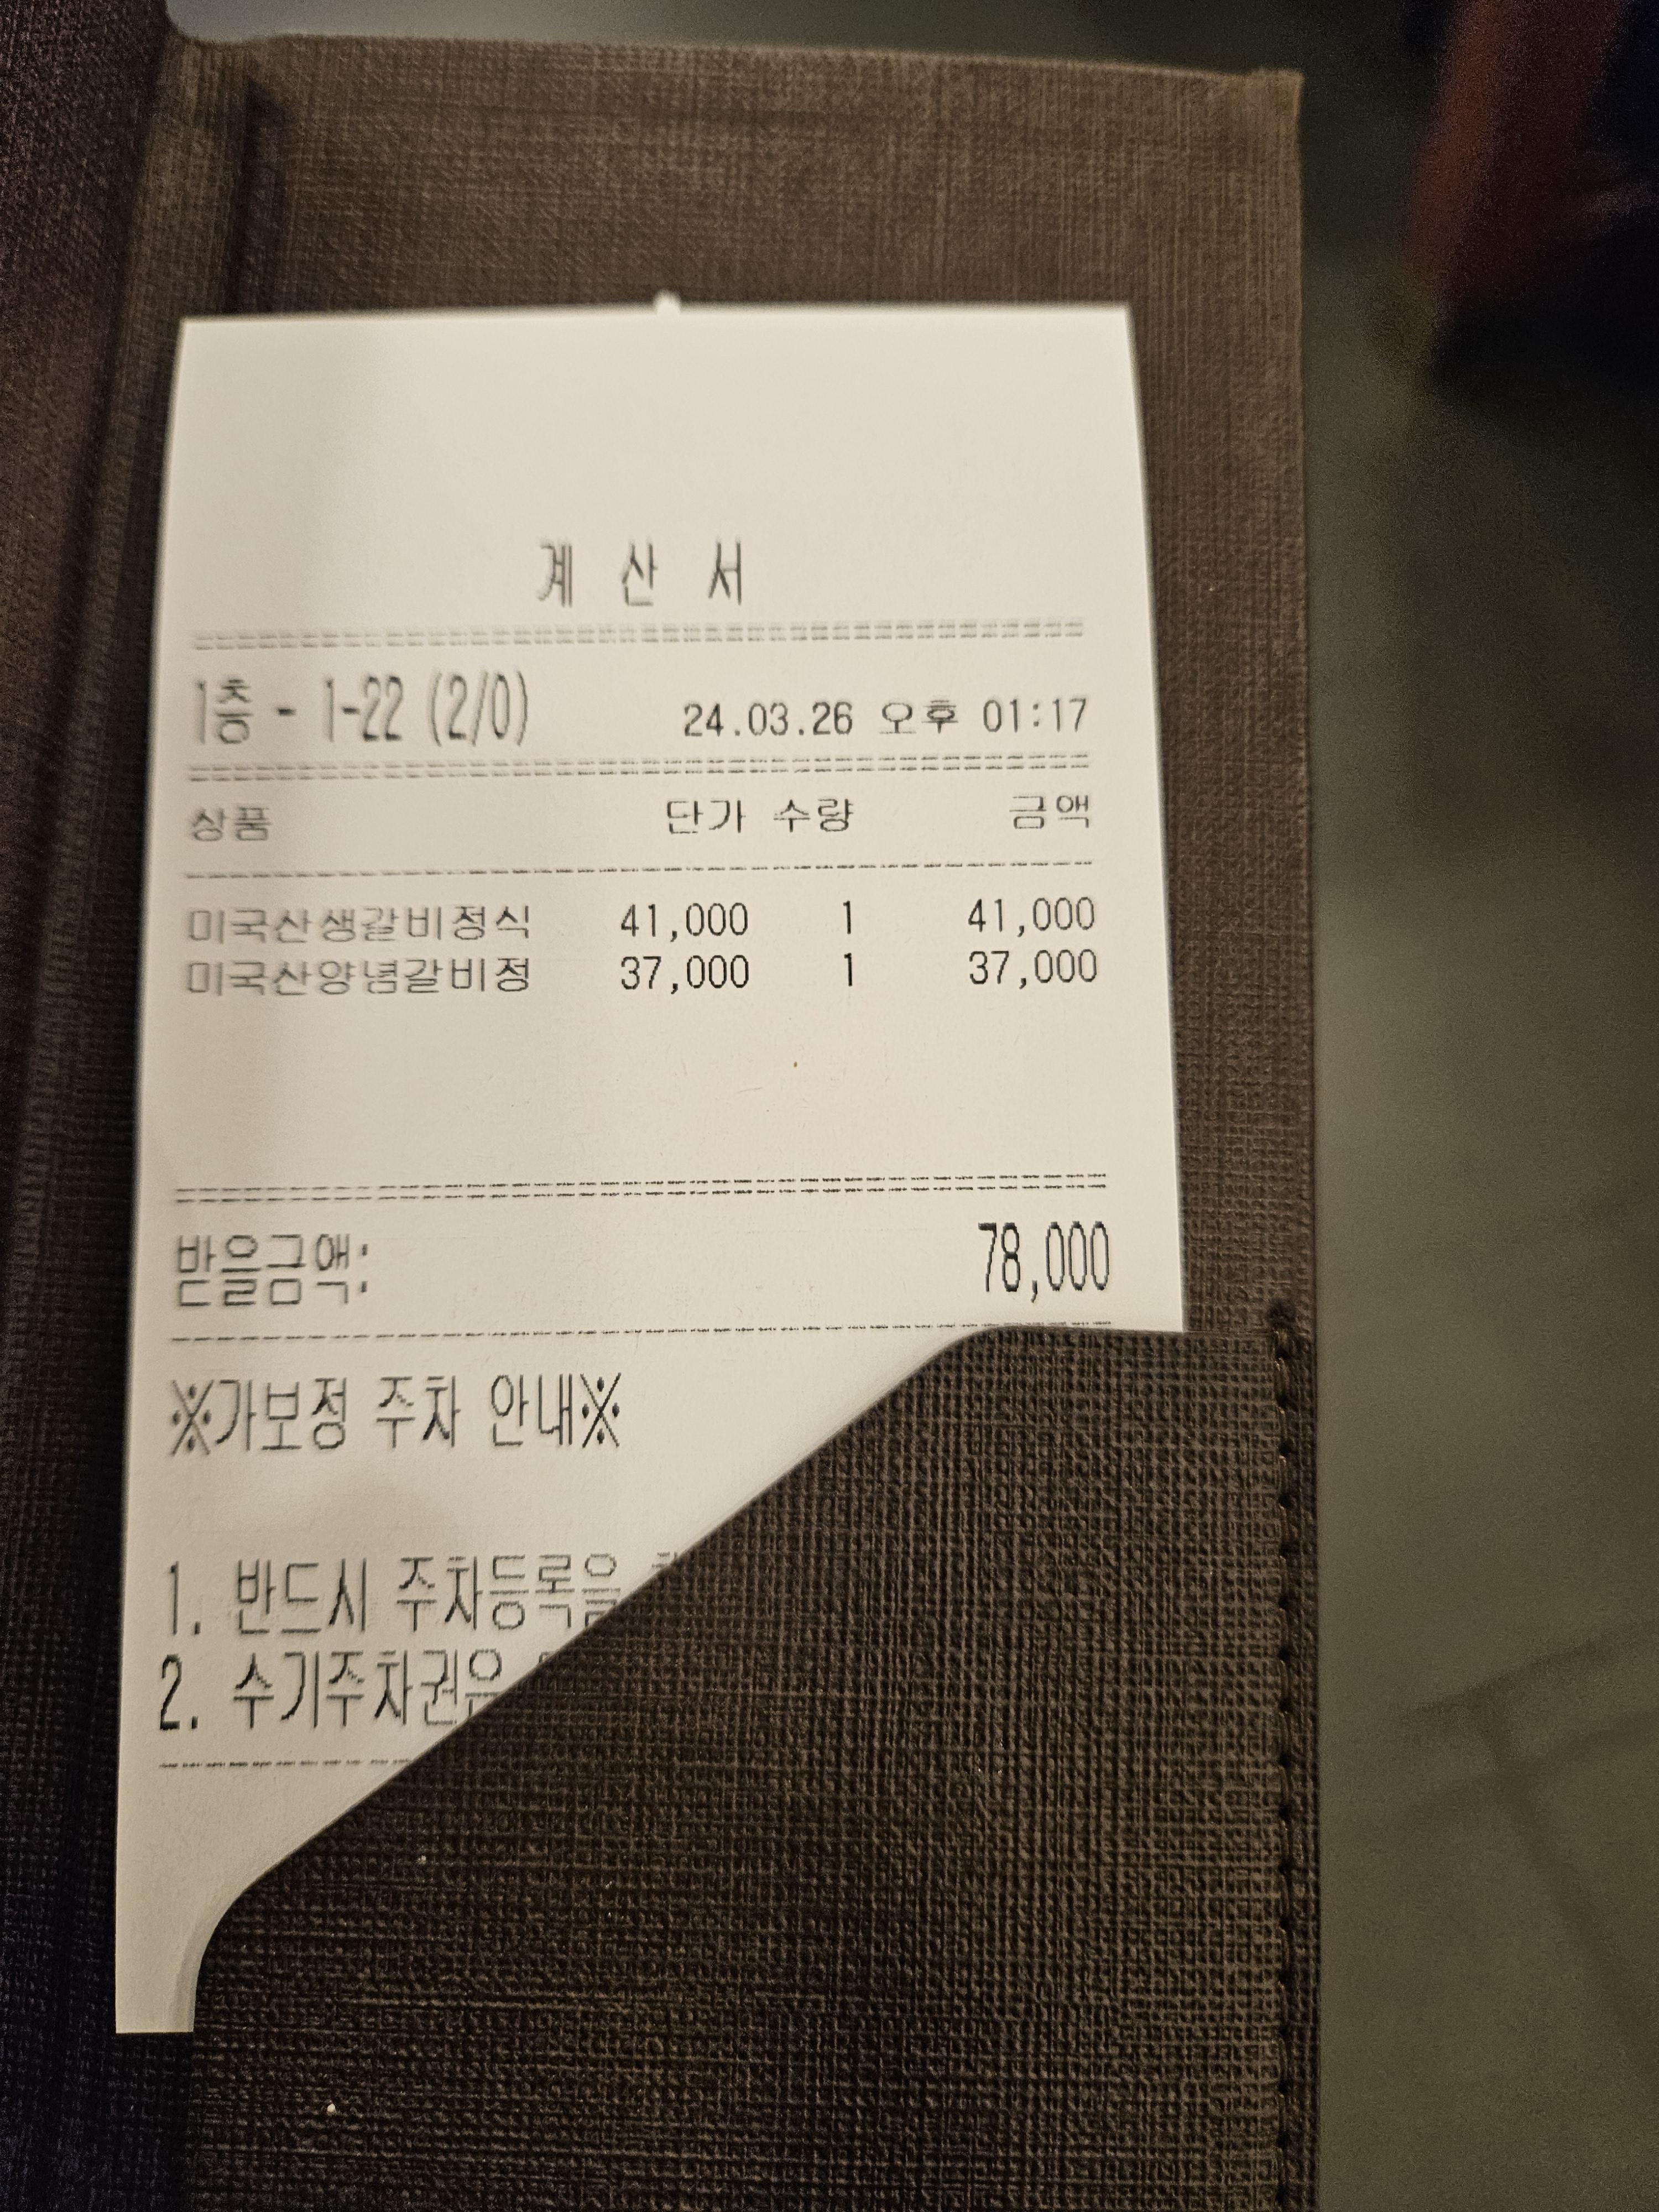 계 산 서
1층 - 1-22 (2/0) 24.03.26 오후 01:17
상품 단가 수량 금액
미국산생갈비정식 41,000 1 41,000
미국산양념갈비정 37,000 1 37,000
받을금액: 78,000
※가보정 주차 안내※
1. 반드시 주차등록을
2. 수기주차권은